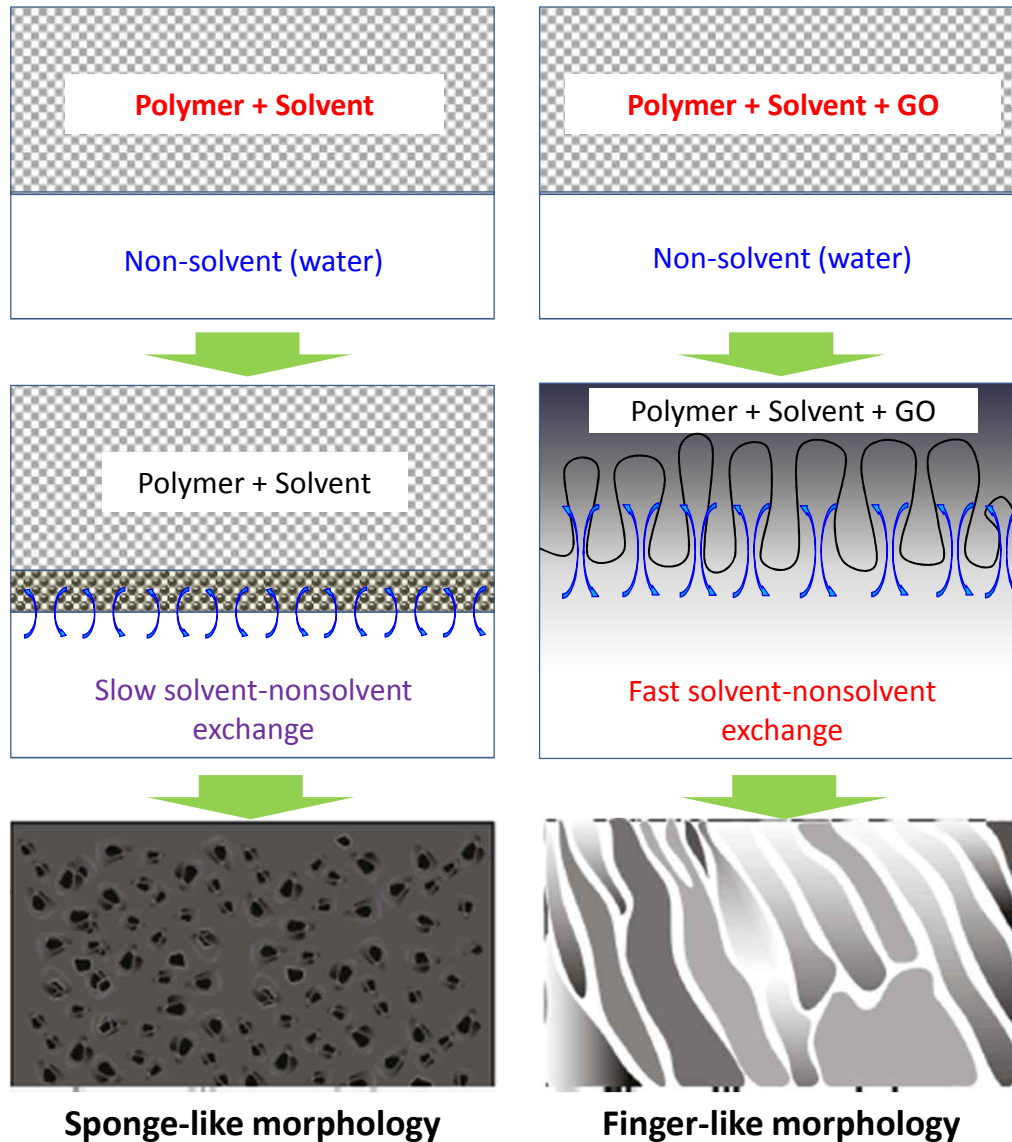 Polymer + Solvent
Non-solvent (water)
Polymer + Solvent + GO
Non-solvent (water)
Polymer + Solvent
Slow solvent-nonsolvent
exchange
Polymer + Solvent + GO
Fast solvent-nonsolvent
exchange
Sponge-like morphology
Finger-like morphology